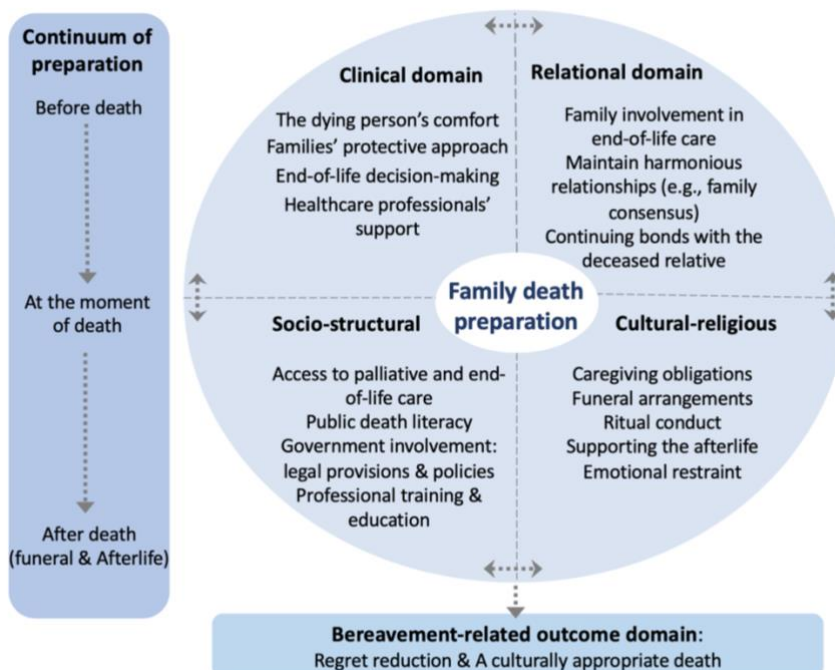 Continuum of
preparation
Before death
At the moment
of death
After death
(funeral & Afterlife)
Clinical domain
The dying person's comfort
Families' protective approach
End-of-life decision-making
Healthcare professionals'
support
Relational domain
Family involvement in
end-of-life care
Maintain harmonious
relationships (e.g., family
consensus)
Continuing bonds with the
deceased relative
Family death
preparation
Socio-structural
Access to palliative and end-
of-life care
Public death literacy
Government involvement:
legal provisions & policies
Professional training &
education
Cultural-religious
Caregiving obligations
Funeral arrangements
Ritual conduct
Supporting the afterlife
Emotional restraint
Bereavement-related outcome domain:
Regret reduction & A culturally appropriate death